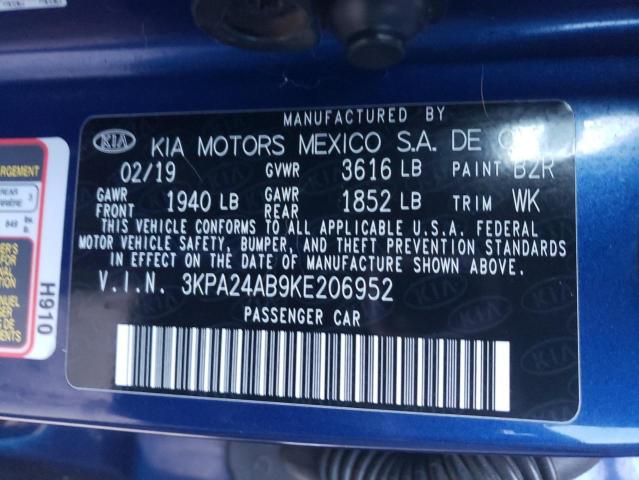 MANUFACTURED BY
KIA KIA MOTORS MEXICO S.A. DE
02/19 GVWR 3616 LB PAINT B2R
GAWR FRONT 1940 LB GAWR REAR 1852 LB TRIM WK
THIS VEHICLE CONFORMS TO ALL APPLICABLE U.S.A. FEDERAL
MOTOR VEHICLE SAFETY, BUMPER, AND THEFT PREVENTION STANDARDS
IN EFFECT ON THE DATE OF MANUFACTURE SHOWN ABOVE.
V.I.N. 3KPA24AB9KE206952
PASSENGER CAR
H910